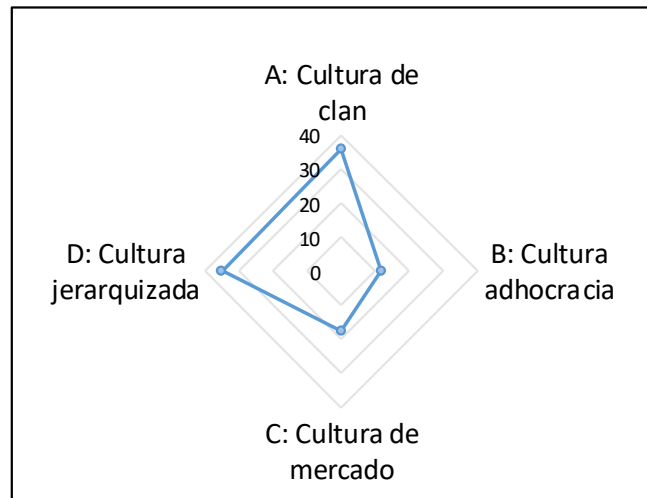 A: Cultura de
clan
40
30
20
10
0
D: Cultura
jerarquizada
B: Cultura
adhocracia
C: Cultura de
mercado